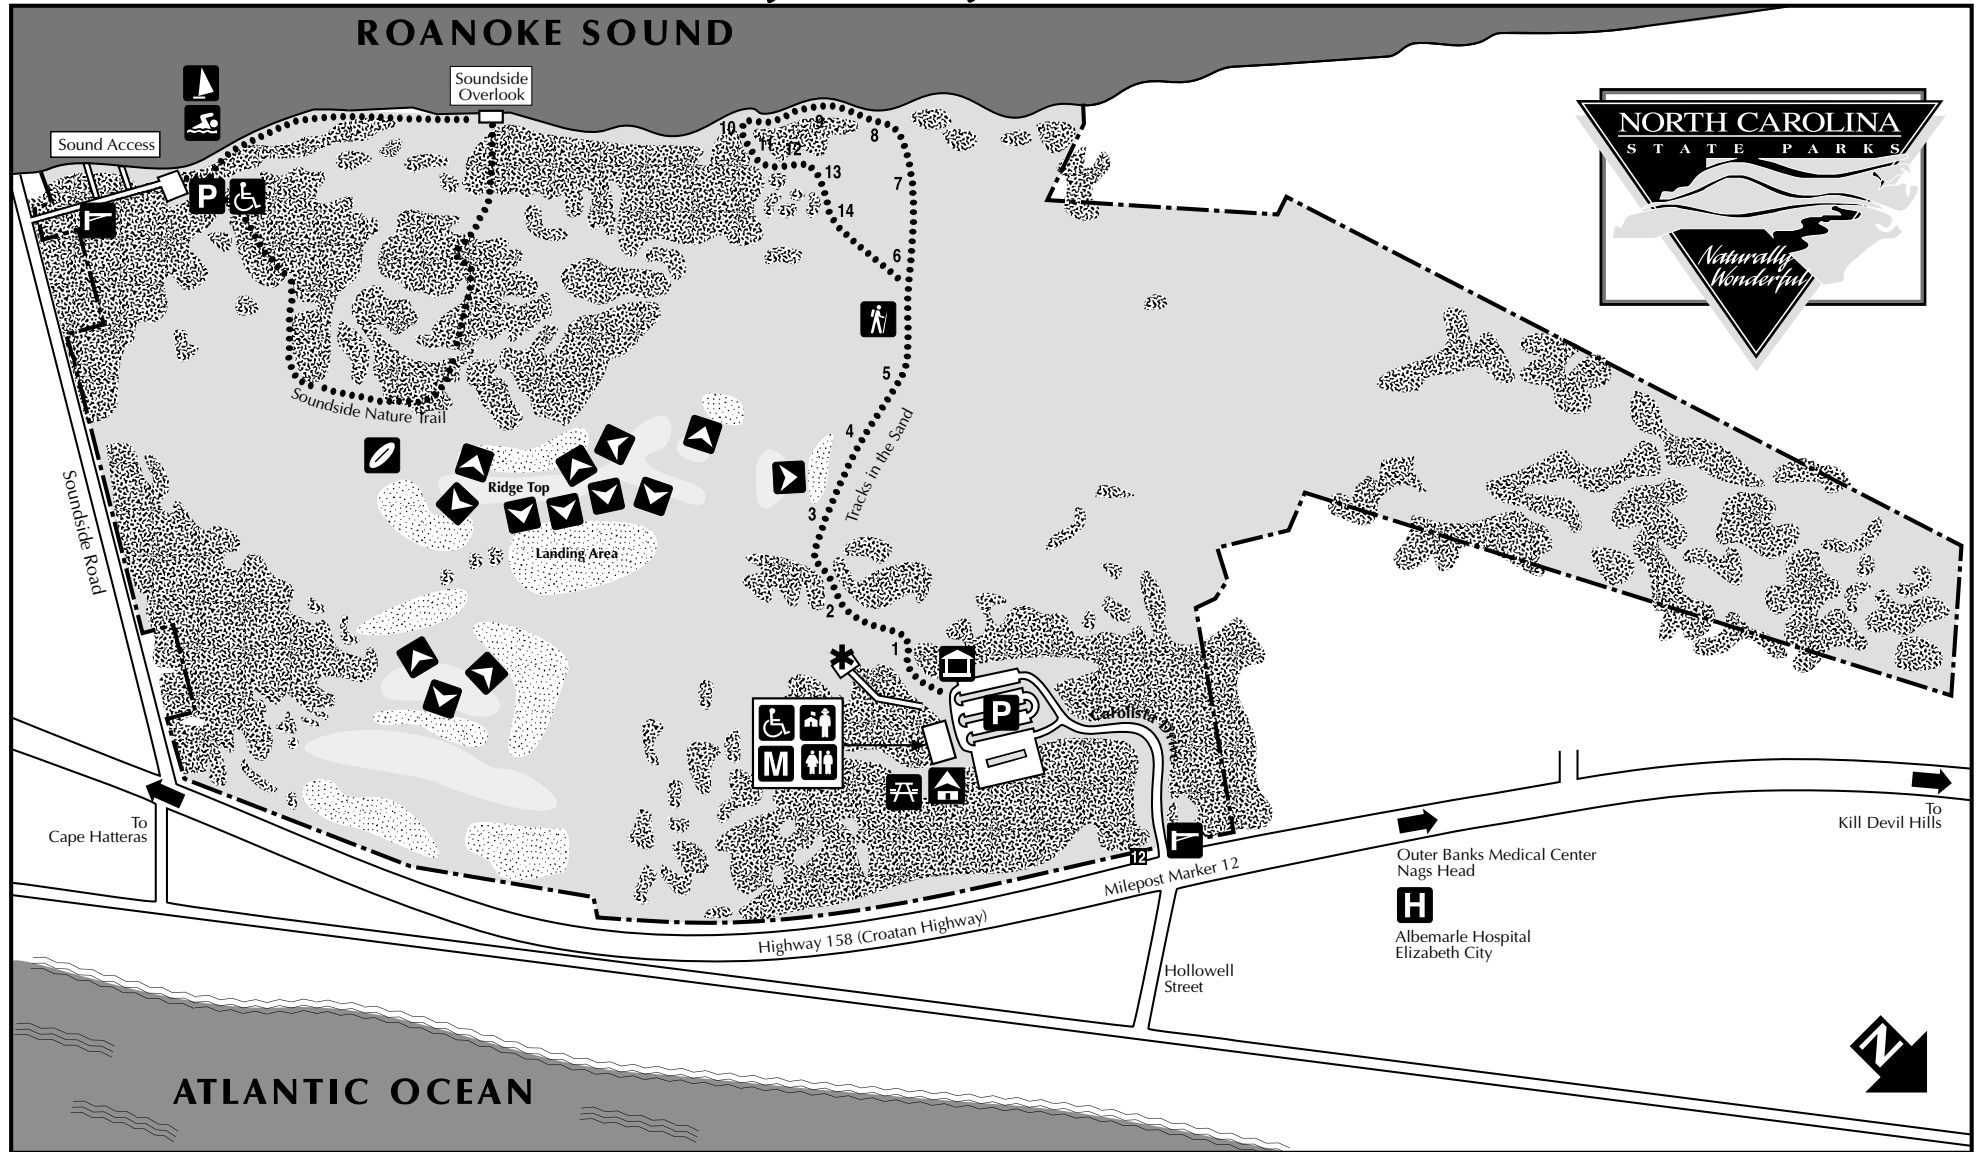 ROANOKE SOUND
Soundside
Overlook
Sound Access
NORTH CAROLINA
STATE PARKS
Naturally
Wonderful
P
10
9
8
11
12
13
7
14
6
5
4
3
2
1
Soundside Nature Trail
Tracks in the Sand
Ridge Top
Landing Area
Soundside Road
P
Carolista Drive
M
To
Cape Hatteras
12
Milepost Marker 12
Highway 158 (Croatan Highway)
To
Kill Devil Hills
Outer Banks Medical Center
Nags Head
H
Albemarle Hospital
Elizabeth City
Hollowell
Street
N
ATLANTIC OCEAN